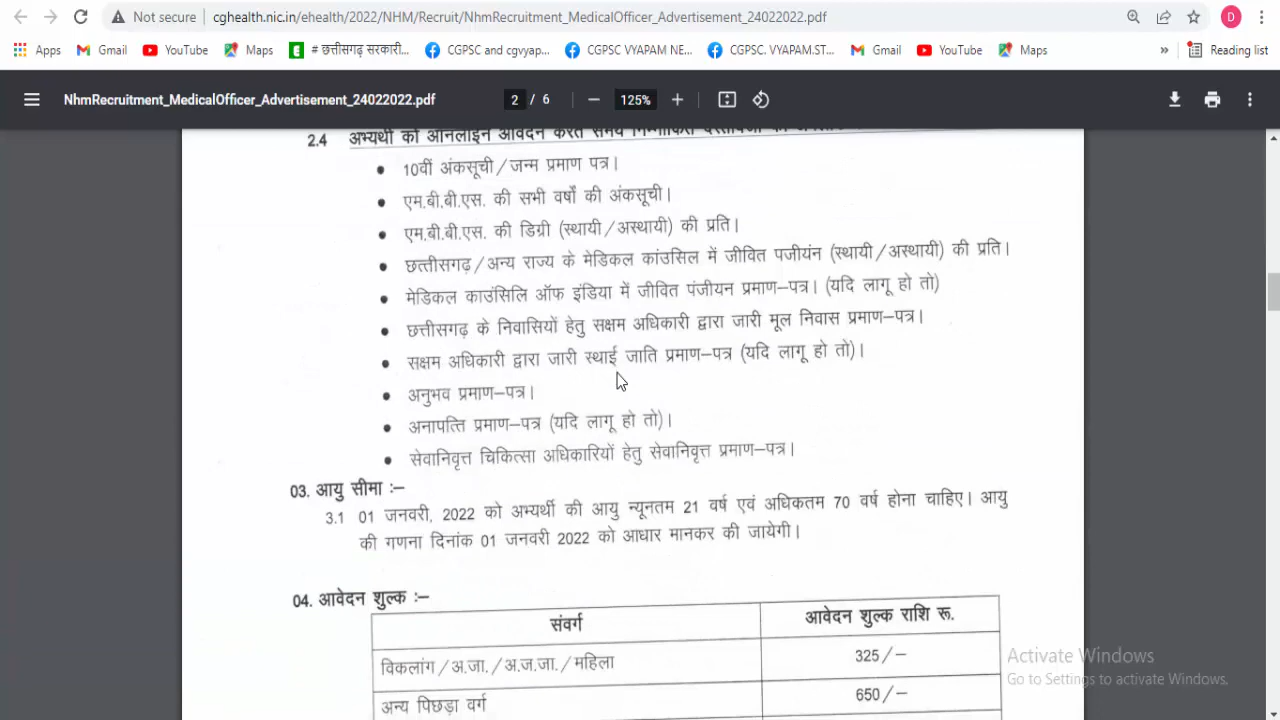 Not secure | cghealth.nic.in/ehealth/2022/NHM/Recruit/NhmRecruitment_MedicalOfficer_Advertisement_24022022.pdf
D
Apps Gmail YouTube Maps # छत्तीसगढ़ सरकारी... CGPSC and cgvyap... CGPSC VYAPAM NE... CGPSC. VYAPAM.ST... Gmail YouTube Maps » Reading list
NhmRecruitment_MedicalOfficer_Advertisement_24022022.pdf 2 / 6 125%
2.4 अभ्यर्थी को ऑनलाईन आवेदन करते समय निम्नांकित
• 10वीं अंकसूची/जन्म प्रमाण पत्र।
• एम.बी.बी.एस. की सभी वर्षों की अंकसूची।
• एम.बी.बी.एस. की डिग्री (स्थायी/अस्थायी) की प्रति।
• छत्तीसगढ़/अन्य राज्य के मेडिकल कांउसिल में जीवित पजीयंन (स्थायी/अस्थायी) की प्रति।
• मेडिकल काउंसिलि ऑफ इंडिया में जीवित पंजीयन प्रमाण–पत्र। (यदि लागू हो तो)
• छत्तीसगढ़ के निवासियों हेतु सक्षम अधिकारी द्वारा जारी मूल निवास प्रमाण–पत्र।
• सक्षम अधिकारी द्वारा जारी स्थाई जाति प्रमाण–पत्र (यदि लागू हो तो)।
• अनुभव प्रमाण–पत्र।
• अनापत्ति प्रमाण–पत्र (यदि लागू हो तो)।
• सेवानिवृत्त चिकित्सा अधिकारियों हेतु सेवानिवृत्त प्रमाण–पत्र।
03. आयु सीमा :–
3.1 01 जनवरी, 2022 को अभ्यर्थी की आयु न्यूनतम 21 वर्ष एवं अधिकतम 70 वर्ष होना चाहिए। आयु
की गणना दिनांक 01 जनवरी 2022 को आधार मानकर की जायेगी।
04. आवेदन शुल्क :–
संवर्ग आवेदन शुल्क राशि रू.
विकलांग/अ.जा./अ.ज.जा./महिला 325/–
अन्य पिछड़ा वर्ग 650/–
Activate Windows
Go to Settings to activate Windows.